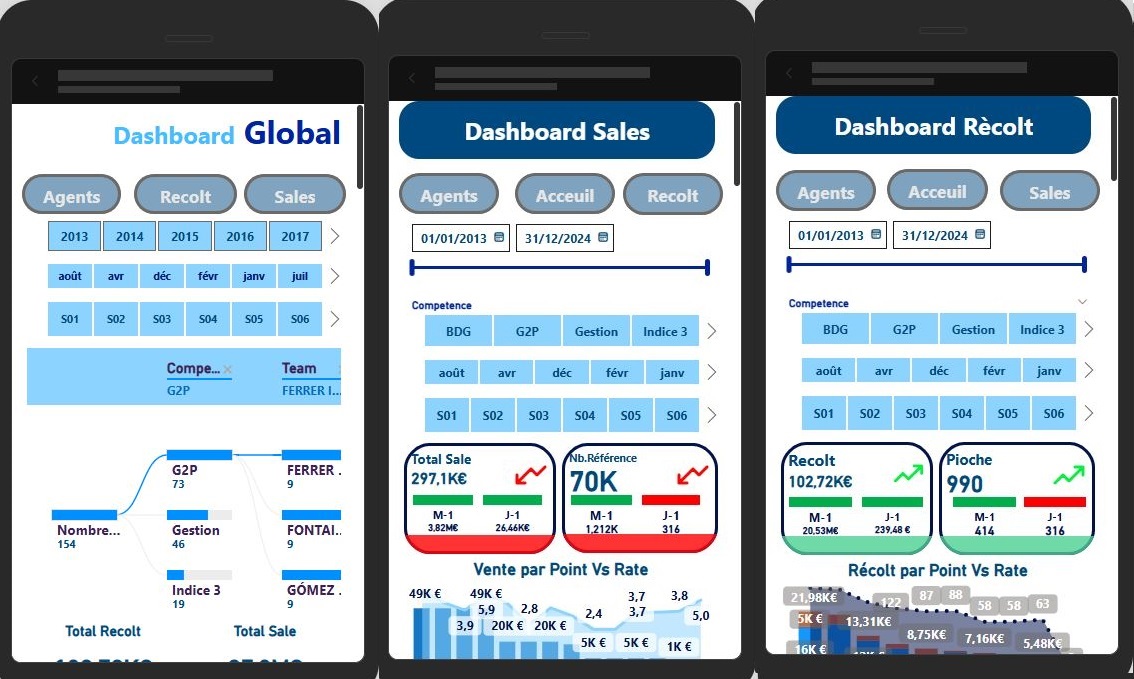 Dashboard Global
Agents Recolt Sales
2013 2014 2015 2016 2017
août avr déc févr janv juil
S01 S02 S03 S04 S05 S06
Compe... Team
G2P FERRER I...
G2P FERRER .
73 9
Nombre... Gestion FONTAI..
154 46 9
Indice 3 GÓMEZ .
19 9
Total Recolt Total Sale
Dashboard Sales
Agents Acceuil Recolt
01/01/2013 31/12/2024
Competence
BDG G2P Gestion Indice 3
août avr déc févr janv
S01 S02 S03 S04 S05 S06
Total Sale
297,1K€
M-1 J-1
3,82M€ 26,46K€
Nb.Référence
70K
M-1 J-1
1,212K 316
Vente par Point Vs Rate
49K € 49K € 3,7 3,8
5,9 2,8 2,4 3,7 5,0
3,9 20K € 20K €
5K € 5K € 1K €
Dashboard Rècolt
Agents Acceuil Sales
01/01/2013 31/12/2024
Competence
BDG G2P Gestion Indice 3
août avr déc févr janv
S01 S02 S03 S04 S05 S06
Recolt
102,72K€
M-1 J-1
20,53M€ 239,48 €
Pioche
990
M-1 J-1
414 316
Récolt par Point Vs Rate
21,98K€ 122 87 88 58 58 63
5K € 13,31K€ 8,75K€ 7,16K€ 5,48K€
16K €